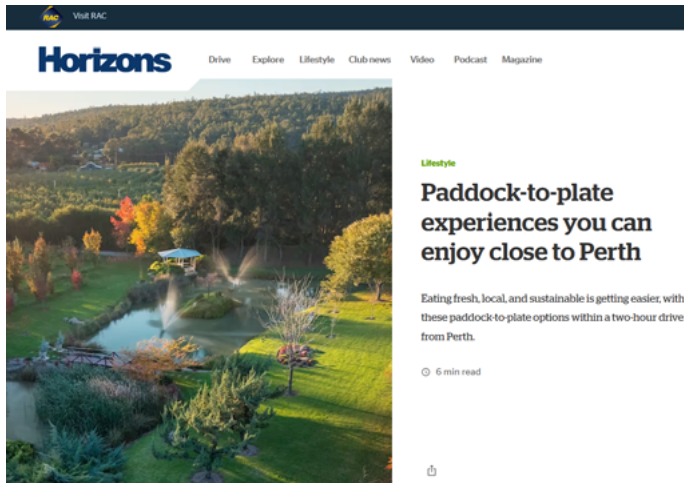 RAC Visit RAC
Horizons Drive Explore Lifestyle Club news Video Podcast Magazine
Lifestyle
Paddock-to-plate
experiences you can
enjoy close to Perth
Eating fresh, local, and sustainable is getting easier, with
these paddock-to-plate options within a two-hour drive
from Perth.
6 min read